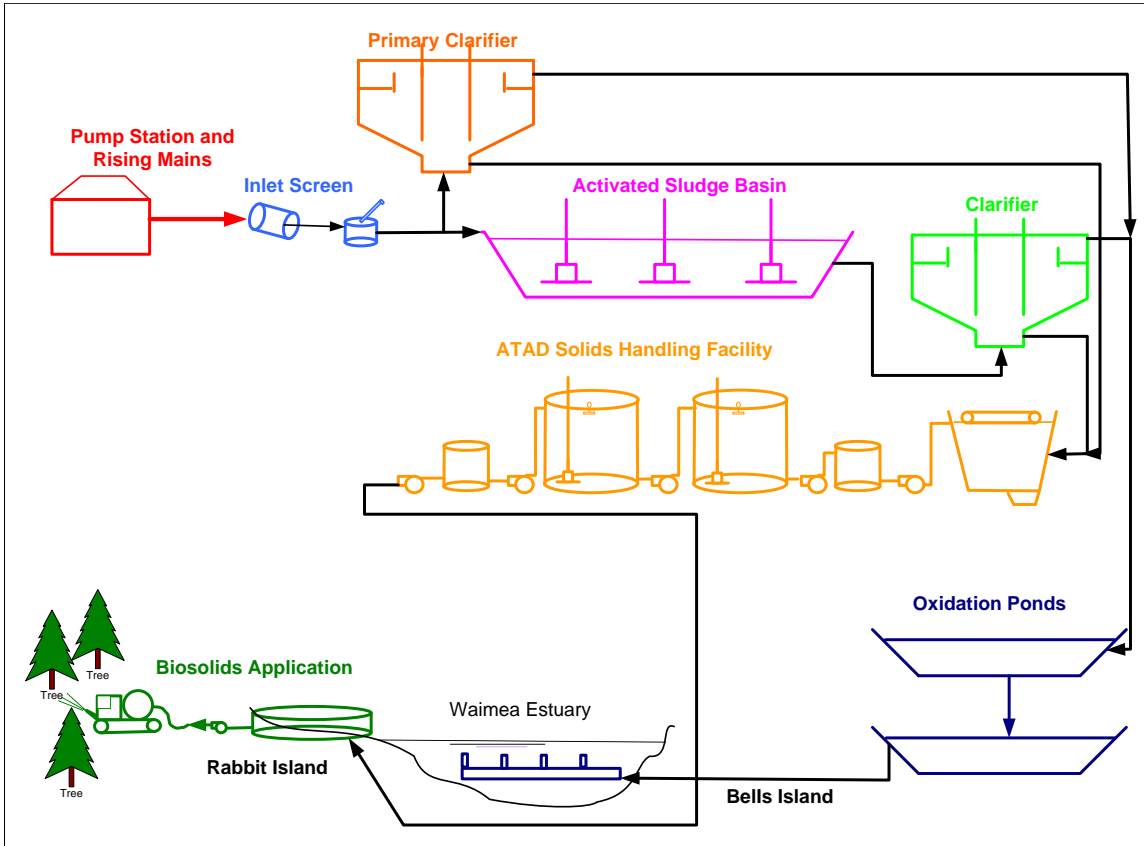 Primary Clarifier
Pump Station and
Rising Mains
Inlet Screen
Activated Sludge Basin
Clarifier
ATAD Solids Handling Facility
Oxidation Ponds
Tree
Biosolids Application
Tree
Waimea Estuary
Rabbit Island
Tree
Bells Island